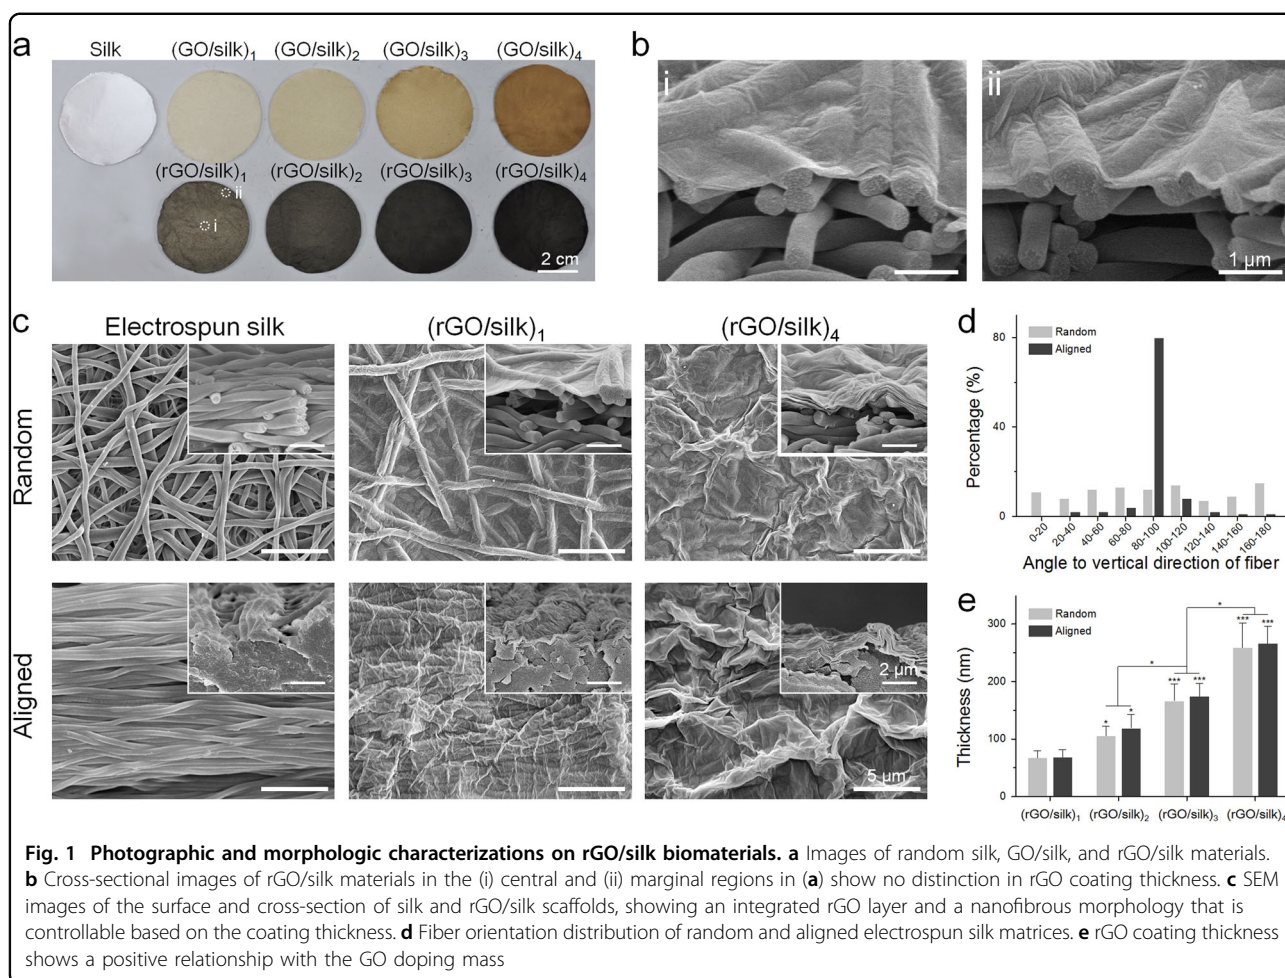 a
Silk (GO/silk)₁ (GO/silk)₂ (GO/silk)₃ (GO/silk)₄
(rGO/silk)₁ (rGO/silk)₂ (rGO/silk)₃ (rGO/silk)₄
ii
i
2 cm
b
i
ii
1 μm
c
Electrospun silk (rGO/silk)₁ (rGO/silk)₄
Random
Aligned
2 μm
5 μm
d
Random
Aligned
Percentage (%)
80
40
0
0-20 20-40 40-60 60-80 80-100 100-120 120-140 140-160 160-180
Angle to vertical direction of fiber
e
Random
Aligned
Thickness (nm)
300
200
100
0
* * * *** *** * *** ***
(rGO/silk)₁ (rGO/silk)₂ (rGO/silk)₃ (rGO/silk)₄
Fig. 1 Photographic and morphologic characterizations on rGO/silk biomaterials. a Images of random silk, GO/silk, and rGO/silk materials.
b Cross-sectional images of rGO/silk materials in the (i) central and (ii) marginal regions in (a) show no distinction in rGO coating thickness. c SEM
images of the surface and cross-section of silk and rGO/silk scaffolds, showing an integrated rGO layer and a nanofibrous morphology that is
controllable based on the coating thickness. d Fiber orientation distribution of random and aligned electrospun silk matrices. e rGO coating thickness
shows a positive relationship with the GO doping mass